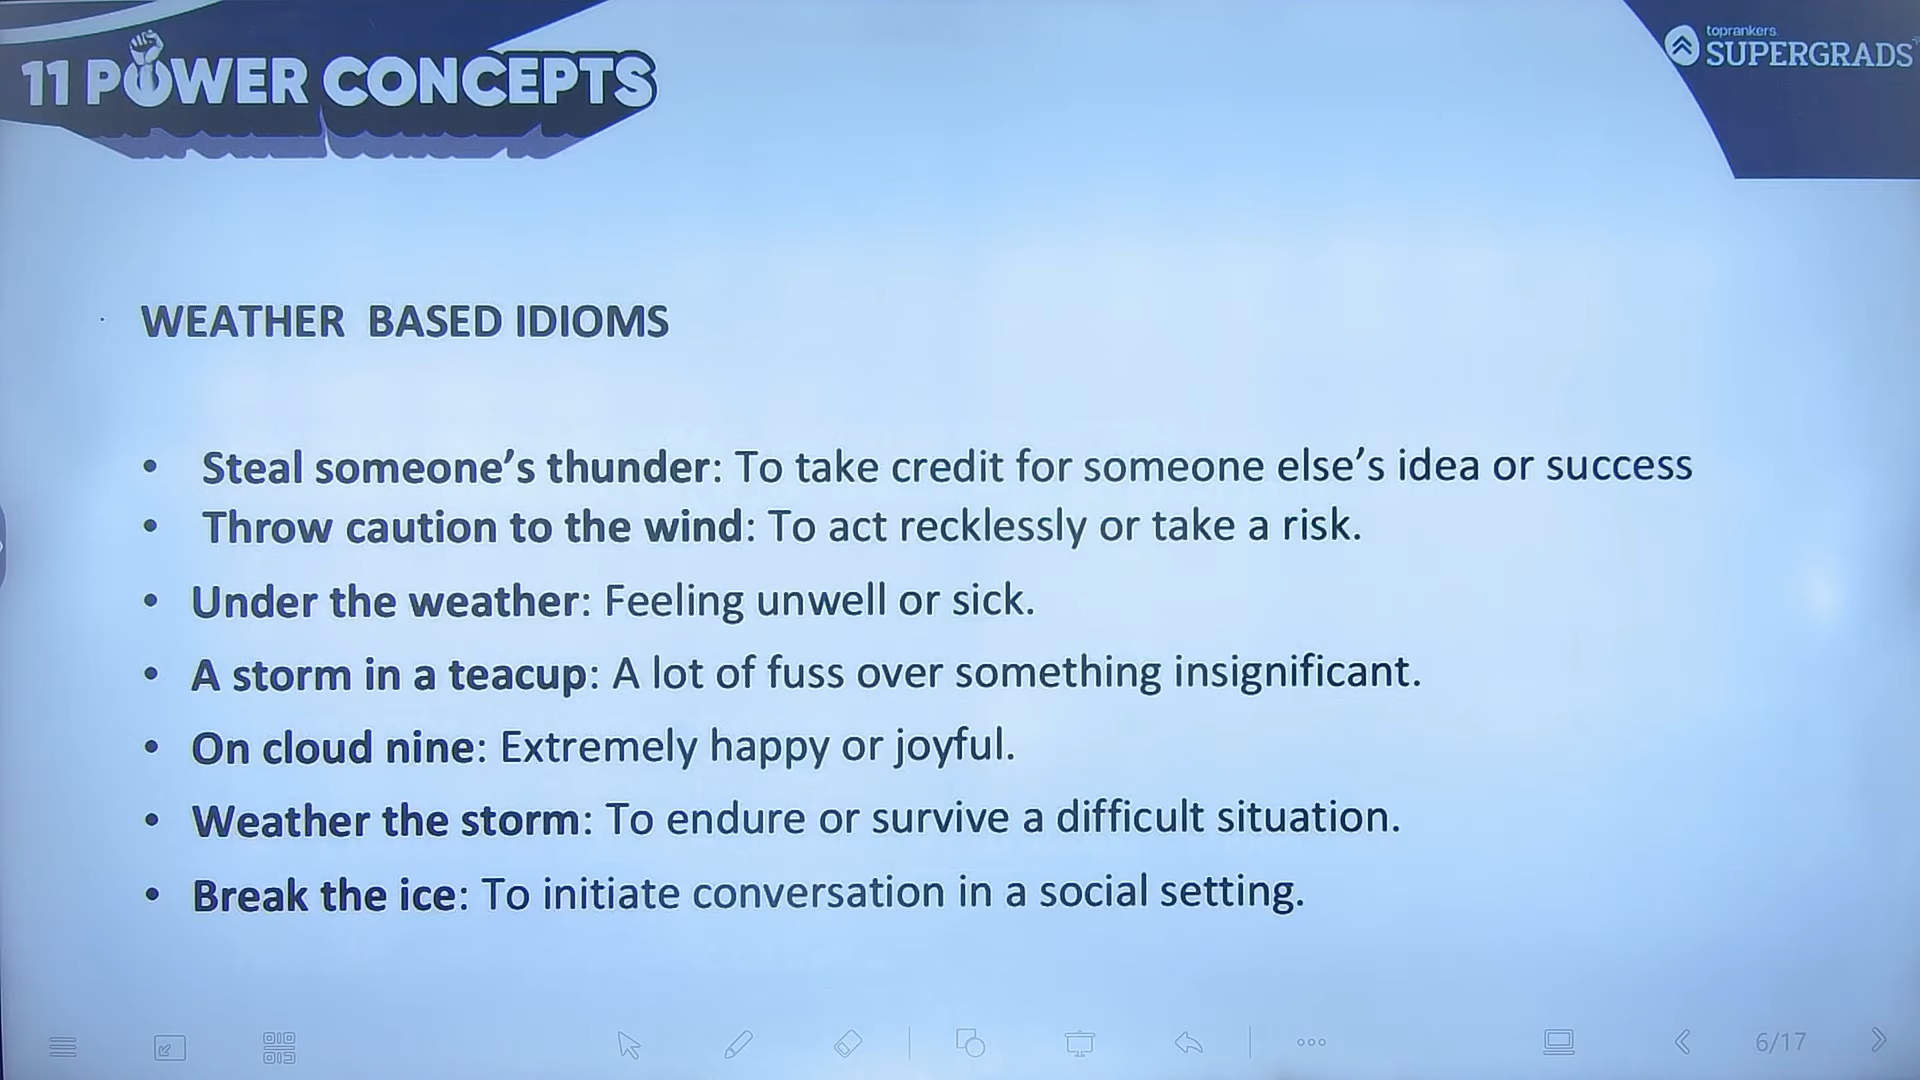 11 POWER CONCEPTS
toprankers
SUPERGRADS
WEATHER BASED IDIOMS
• Steal someone’s thunder: To take credit for someone else’s idea or success
• Throw caution to the wind: To act recklessly or take a risk.
• Under the weather: Feeling unwell or sick.
• A storm in a teacup: A lot of fuss over something insignificant.
• On cloud nine: Extremely happy or joyful.
• Weather the storm: To endure or survive a difficult situation.
• Break the ice: To initiate conversation in a social setting.
6/17